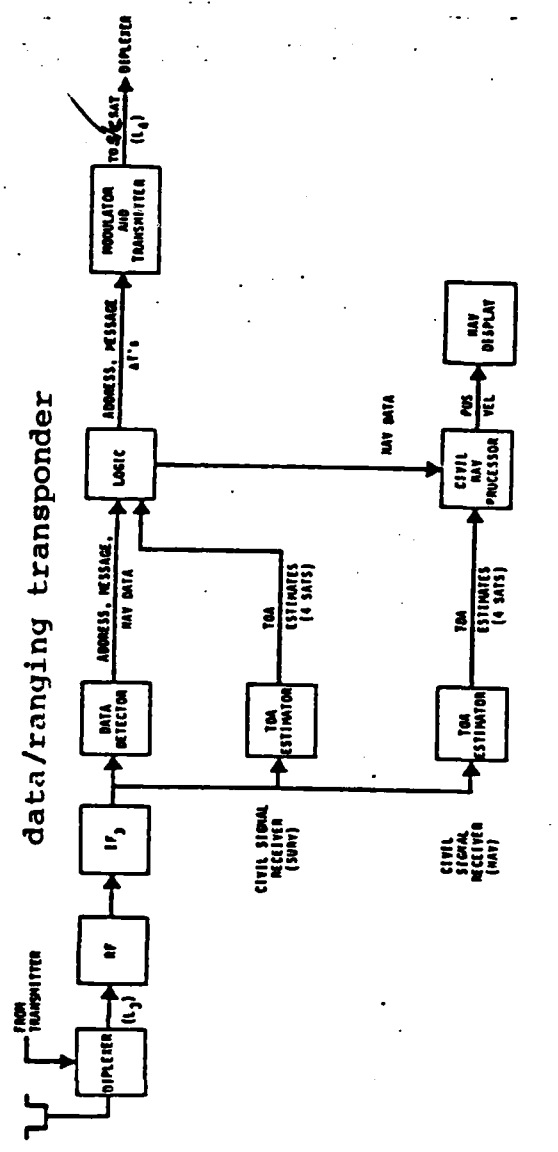 data/ranging transponder
FROM
TRANSMITTER
DIPLEXER
(L3)
RF
IF3
DATA
DETECTOR
ADDRESS, MESSAGE,
NAV DATA
LOGIC
ADDRESS, MESSAGE
ΔT's
MODULATOR
AND
TRANSMITTER
TO SAT
(L4)
DIPLEXER
CIVIL SIGNAL
RECEIVER
(SURV)
TOA
ESTIMATOR
TOA
ESTIMATES
(4 SATS)
NAV DATA
CIVIL
SIGNAL
RECEIVER
(NAV)
TOA
ESTIMATOR
TOA
ESTIMATES
(4 SATS)
CIVIL
NAV
PROCESSOR
POS
VEL
NAV
DISPLAY